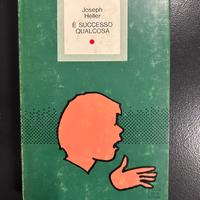 Joseph
Heller
È SUCCESSO
QUALCOSA